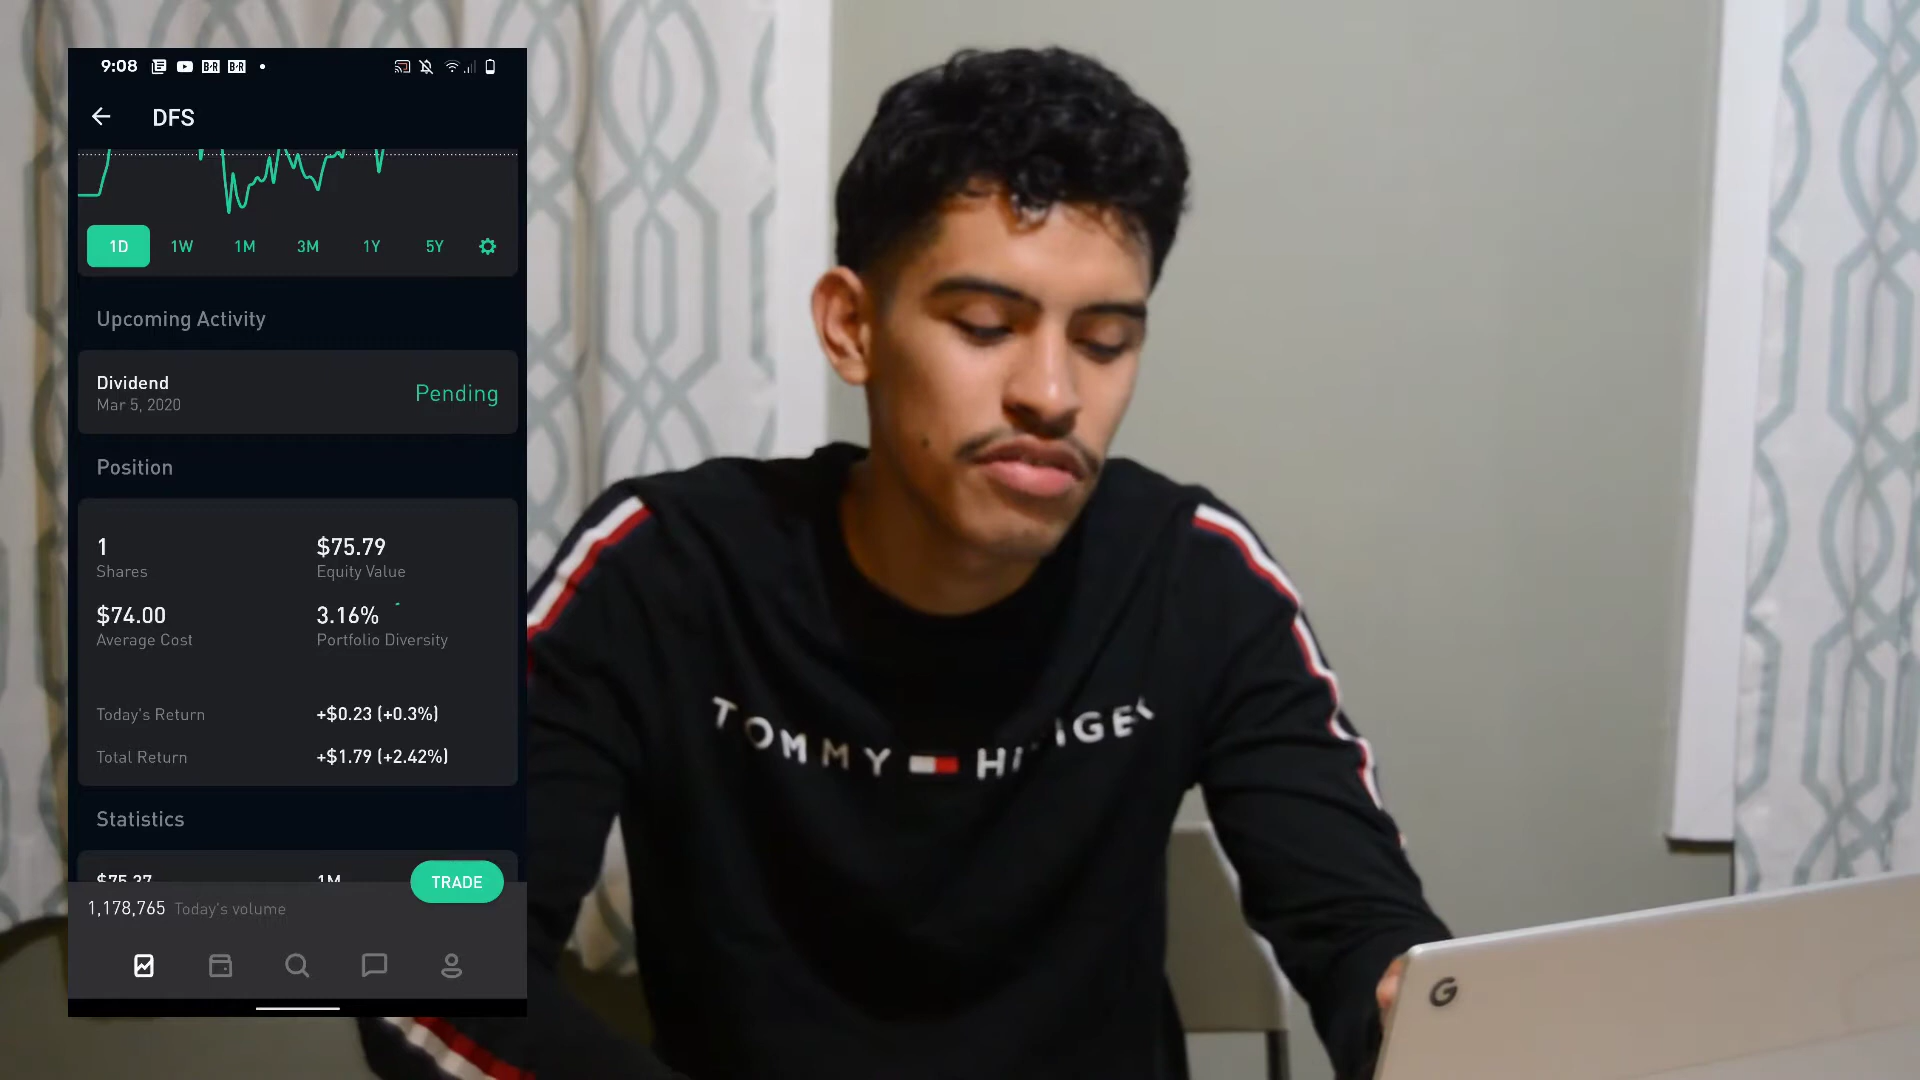 9:08 B/R B/R
DFS
1D 1W 1M 3M 1Y 5Y
Upcoming Activity
Dividend
Mar 5, 2020
Pending
Position
1
Shares
$75.79
Equity Value
$74.00
Average Cost
3.16%
Portfolio Diversity
Today's Return +$0.23 (+0.3%)
Total Return +$1.79 (+2.42%)
Statistics
TRADE
1,178,765 Today's volume
TOMMY
G